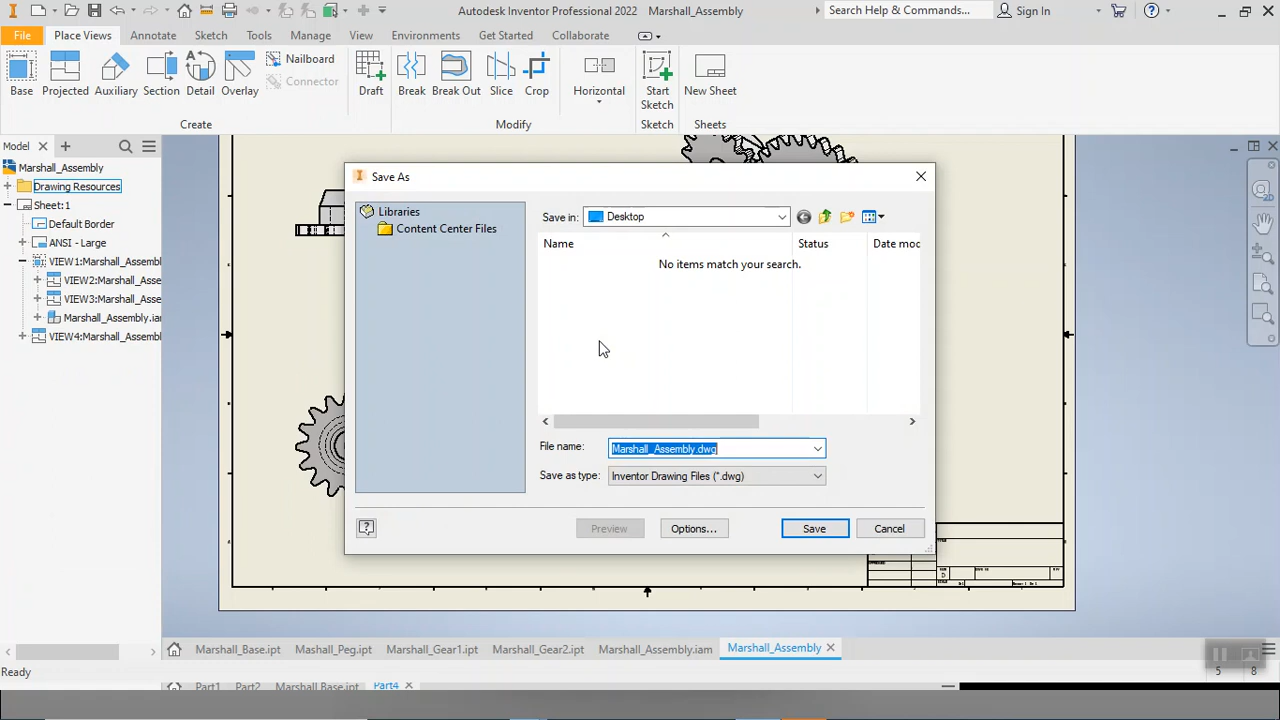 Autodesk Inventor Professional 2022 Marshall_Assembly
Search Help & Commands...
Sign In
File
Place Views
Annotate
Sketch
Tools
Manage
View
Environments
Get Started
Collaborate
Base
Projected
Auxiliary
Section
Detail
Overlay
Nailboard
Connector
Draft
Break
Break Out
Slice
Crop
Horizontal
Start
Sketch
New Sheet
Create
Modify
Sketch
Sheets
Model
Marshall_Assembly
Drawing Resources
Sheet:1
Default Border
ANSI - Large
VIEW1:Marshall_Assembl
VIEW2:Marshall_Asse
VIEW3:Marshall_Asse
Marshall_Assembly.iar
VIEW4:Marshall_Assembl
Save As
Libraries
Content Center Files
Save in:
Desktop
Name
Status
Date moc
No items match your search.
File name:
Marshall_Assembly.dwg
Save as type:
Inventor Drawing Files (*.dwg)
Preview
Options...
Save
Cancel
D
Marshall_Base.ipt
Mashall_Peg.ipt
Marshall_Gear1.ipt
Marshall_Gear2.ipt
Marshall_Assembly.iam
Marshall_Assembly
Ready
5
8
Part1
Part2
Marshall Base.ipt
Part4